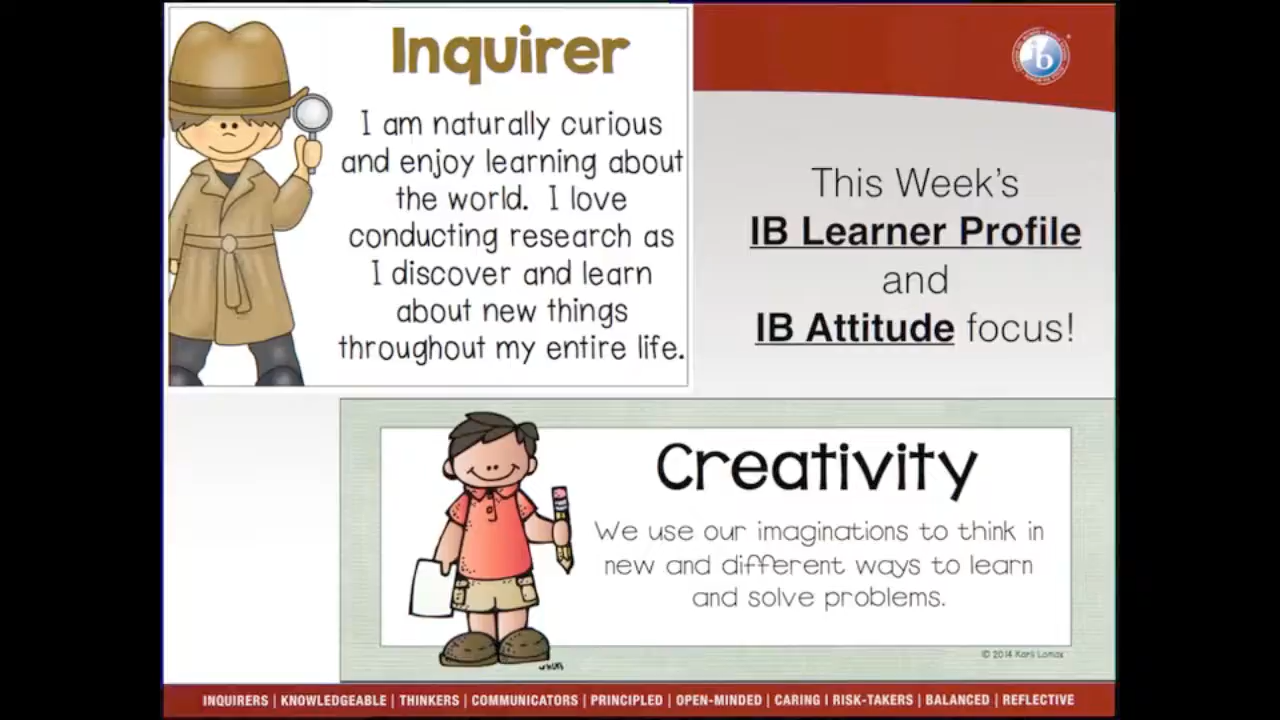 Inquirer
I am naturally curious
and enjoy learning about
the world. I love
conducting research as
I discover and learn
about new things
throughout my entire life.
ib
This Week's
IB Learner Profile
and
IB Attitude focus!
Creativity
We use our imaginations to think in
new and different ways to learn
and solve problems.
© 2014 Karli Lomax
INQUIRERS | KNOWLEDGEABLE | THINKERS | COMMUNICATORS | PRINCIPLED | OPEN-MINDED | CARING | RISK-TAKERS | BALANCED | REFLECTIVE